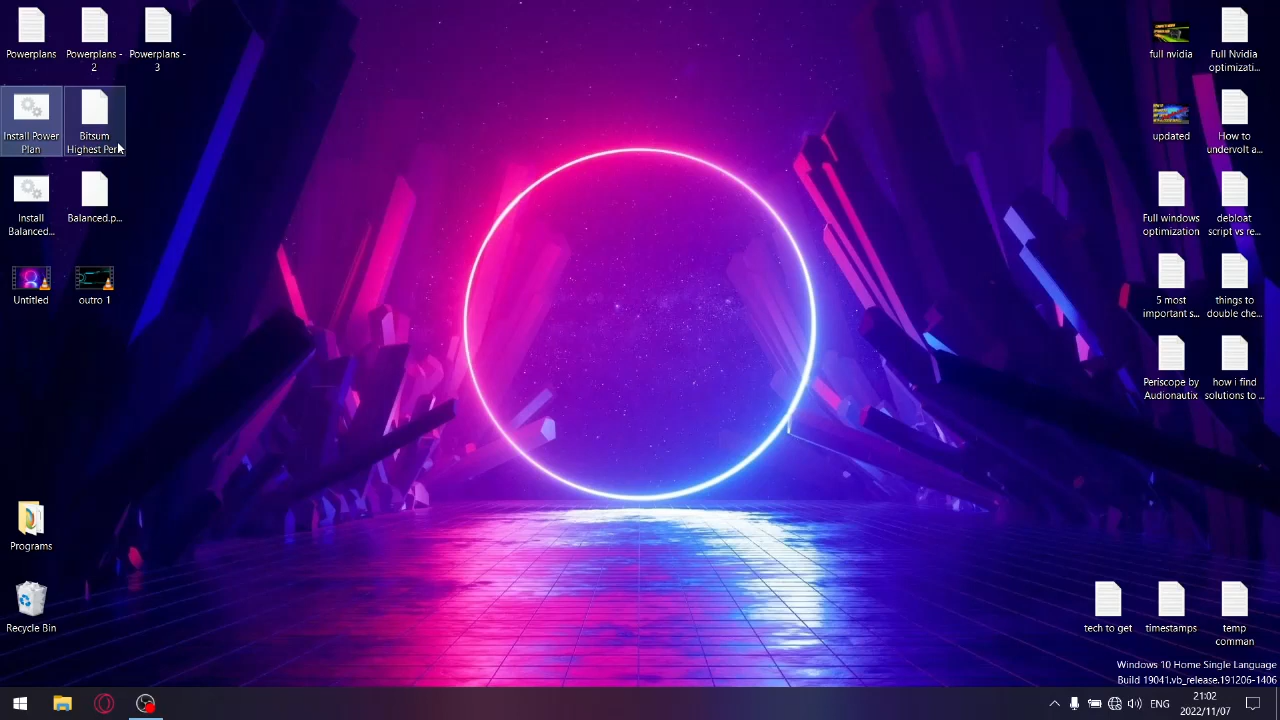 Powerplans
Powerplans -
2
Powerplans -
3
Install Power
Plan
Bitsum
Highest Per...
Install
Balanced...
Balanced.p...
Untitled
outro 1
Programs
Recycle Bin
full nvidia
Full Nvidia
optimizati...
updated
How to
undervolt a...
Full windows
optimization
debloat
script vs re...
5 most
important s...
things to
double che...
Periscope by
Audionautix
how i find
solutions to ...
tech to get
timestamps
temp
comman
Windows 10 Home Single Language
Build 19041.vb_release.191206-1406
ENG
21:02
2022/11/07